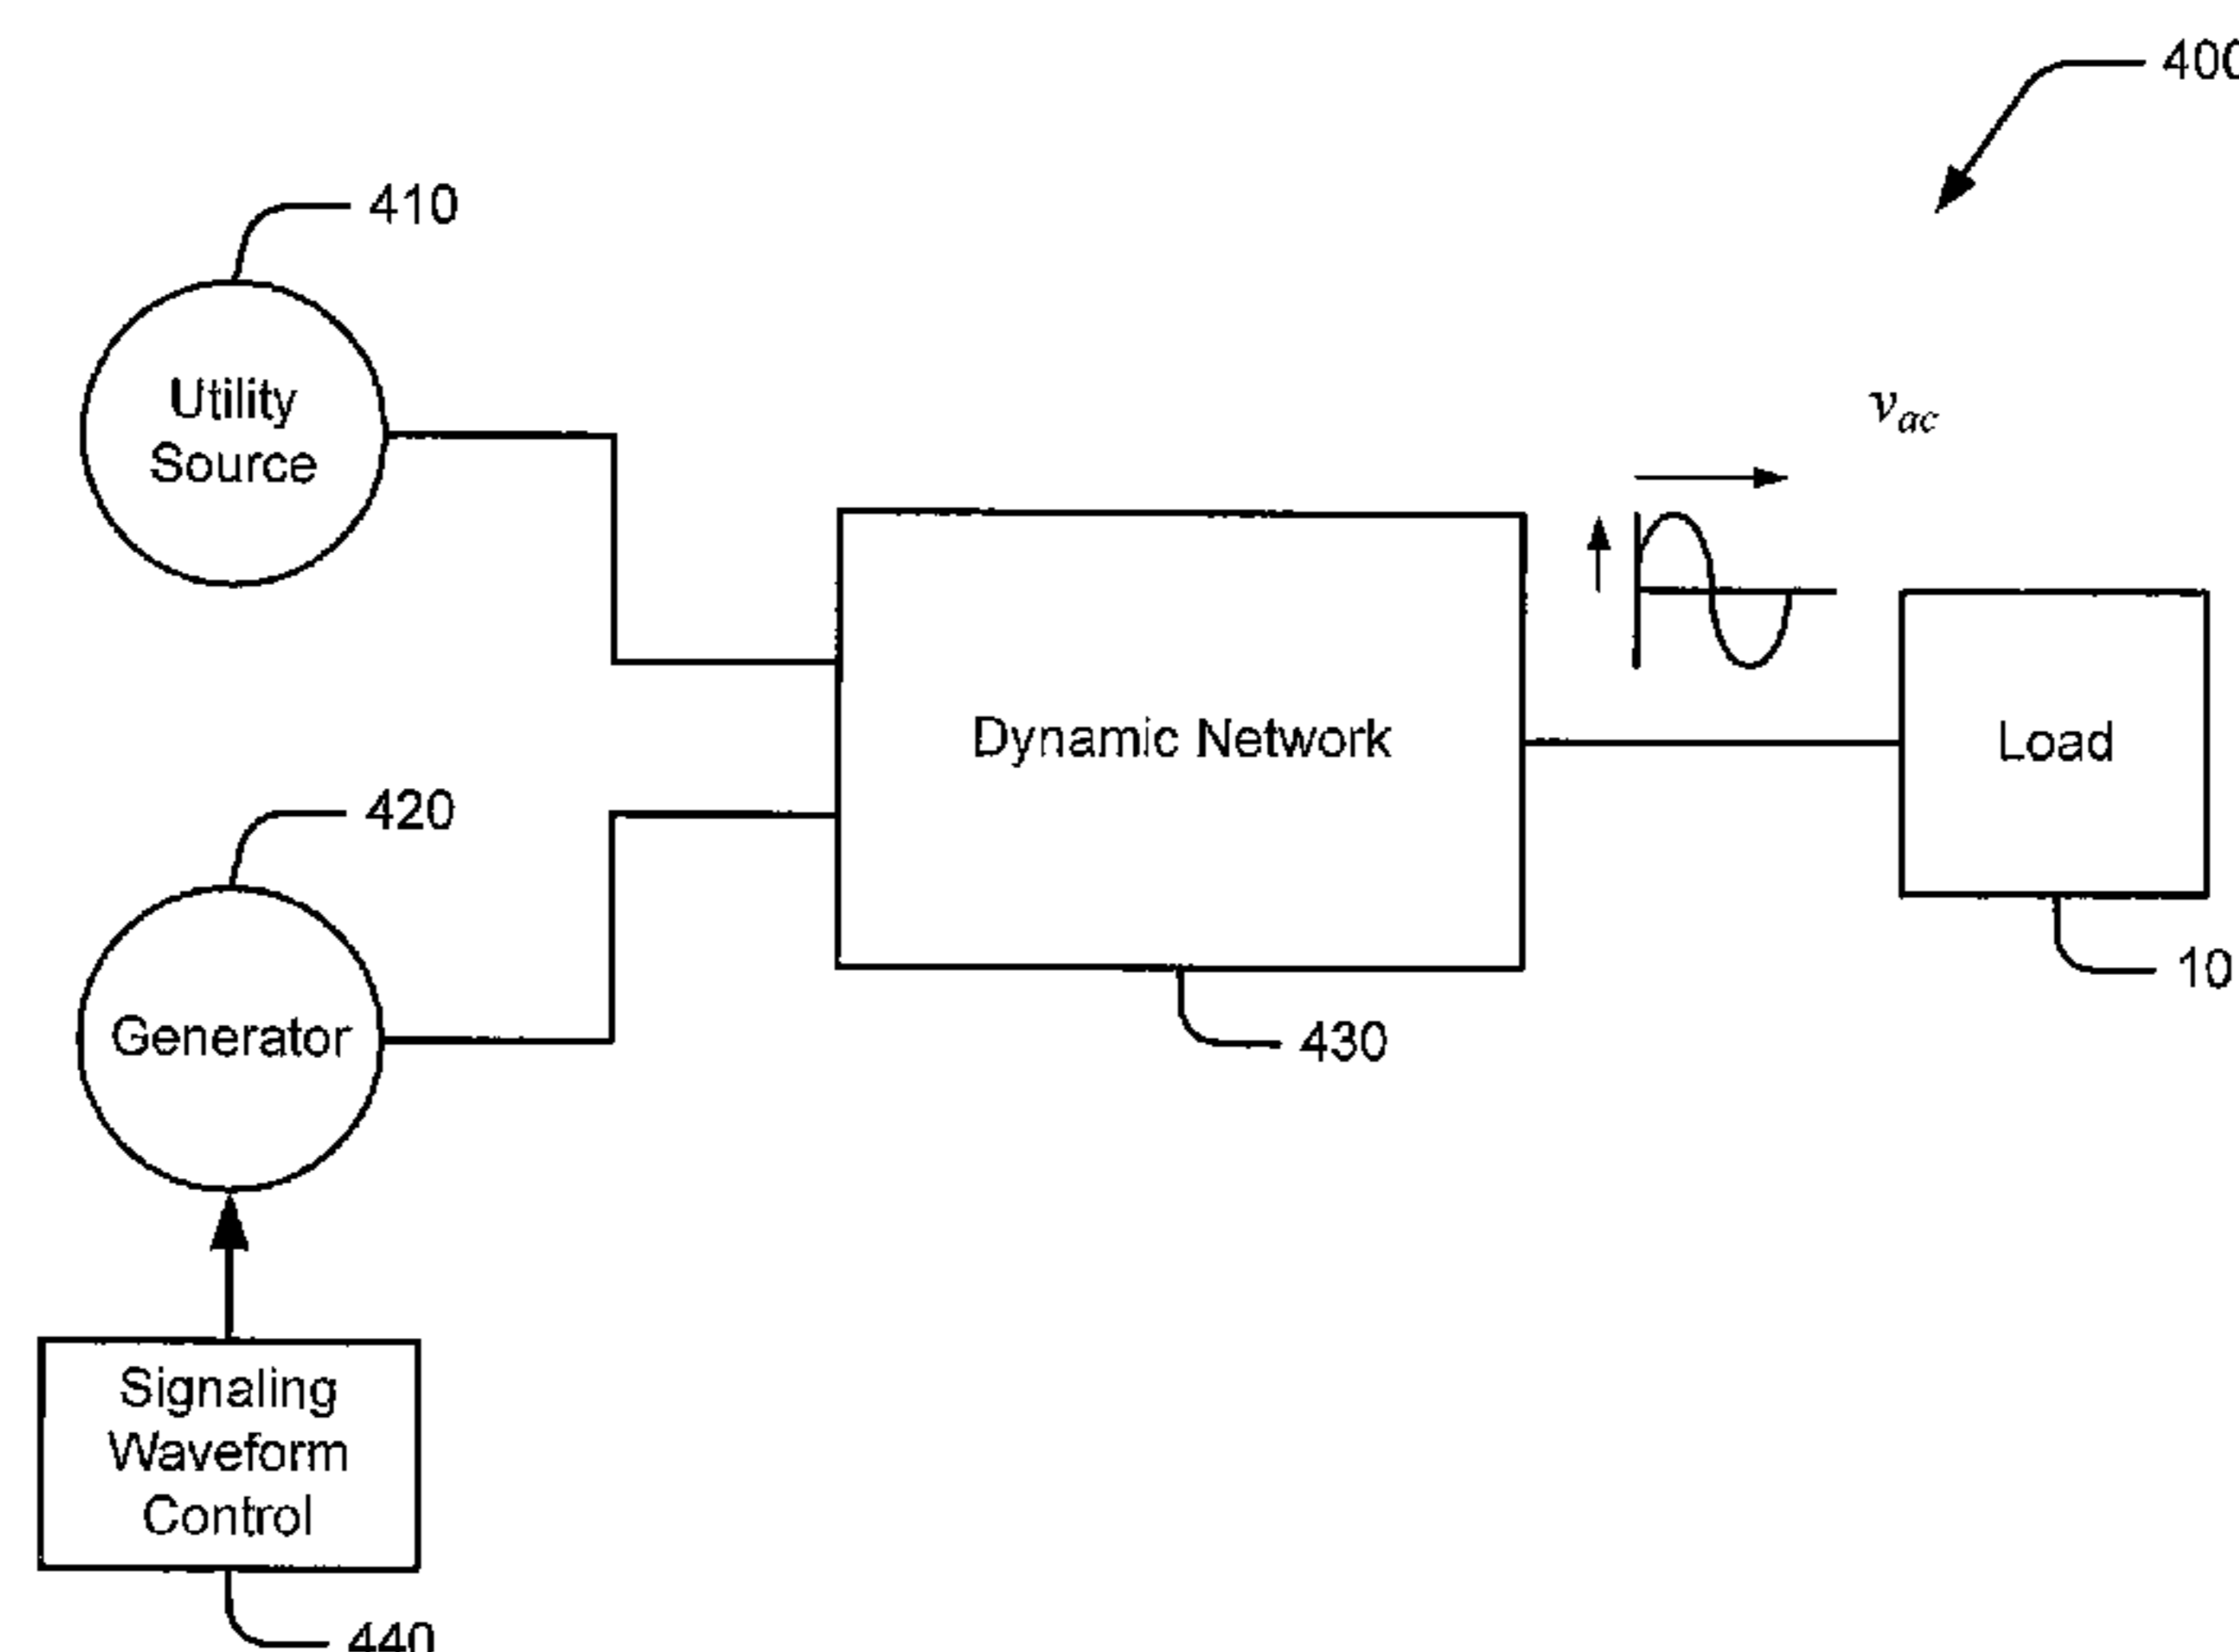 400
410
Utility
Source
v_ac
Dynamic Network
Load
420
Generator
10
430
Signaling
Waveform
Control
440